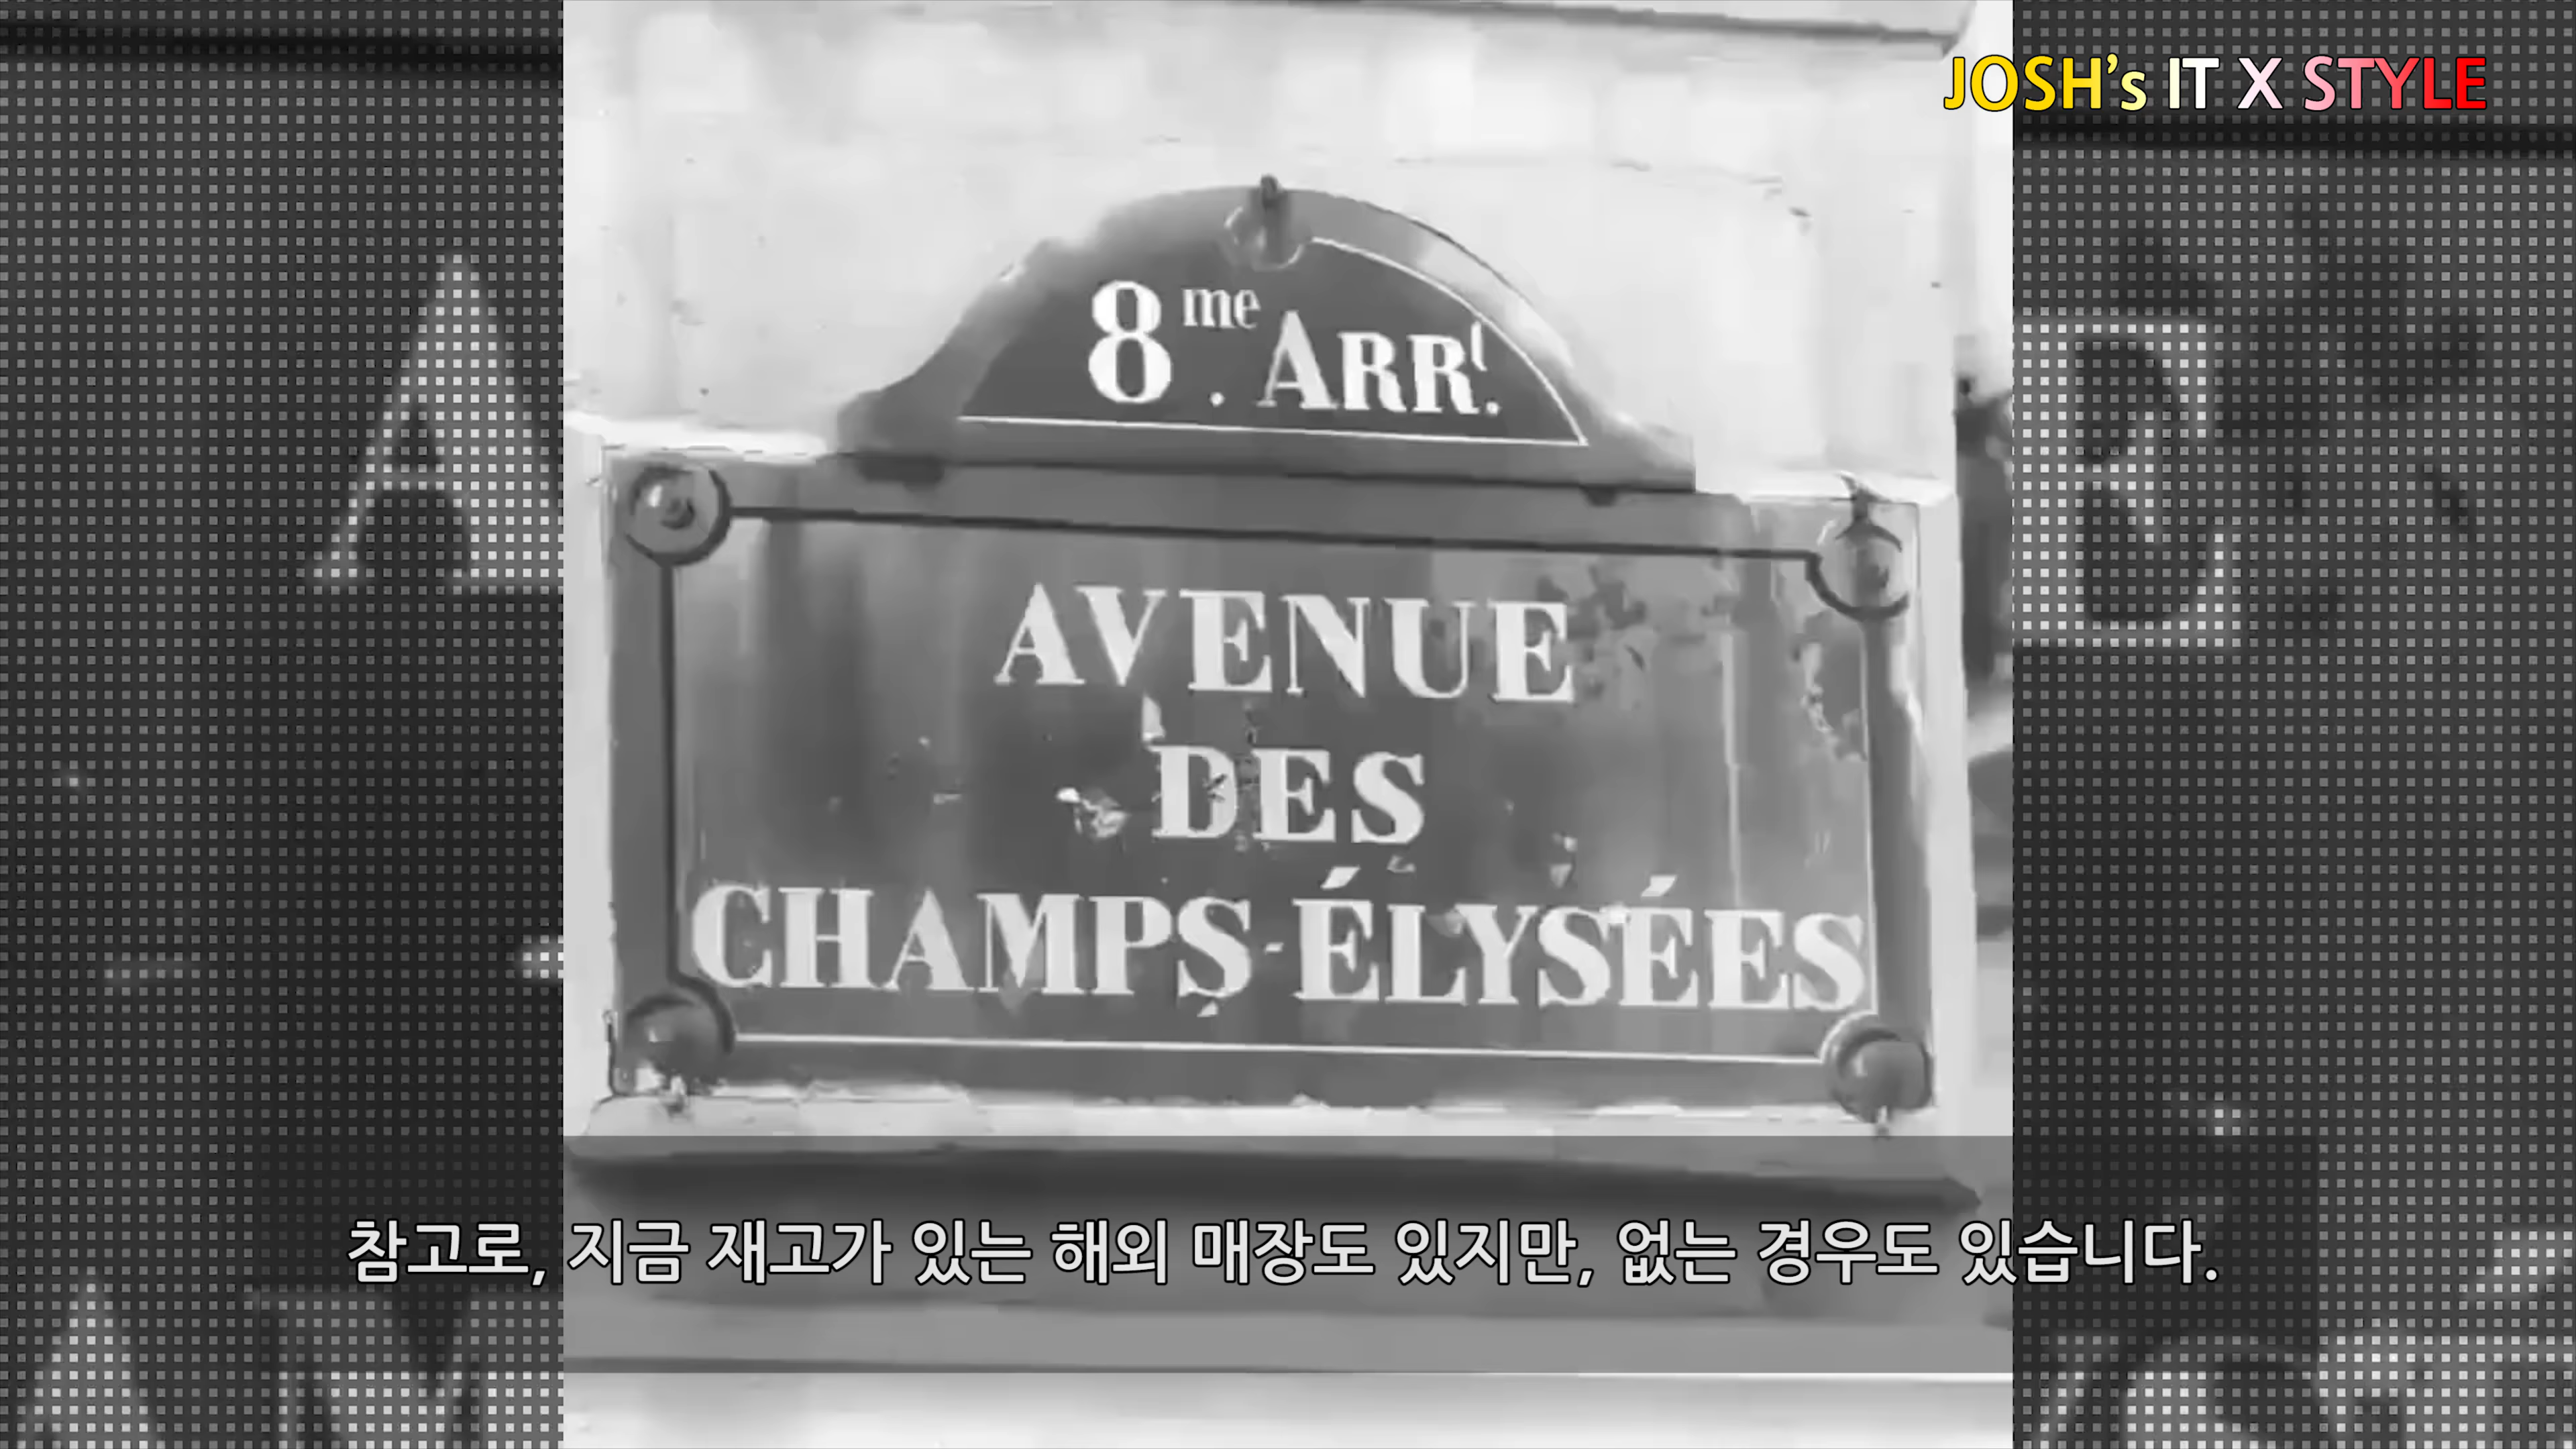 JOSH's IT X STYLE
8me. ARRt.
AVENUE
DES
CHAMPS-ÉLYSÉES
참고로, 지금 재고가 있는 해외 매장도 있지만, 없는 경우도 있습니다.